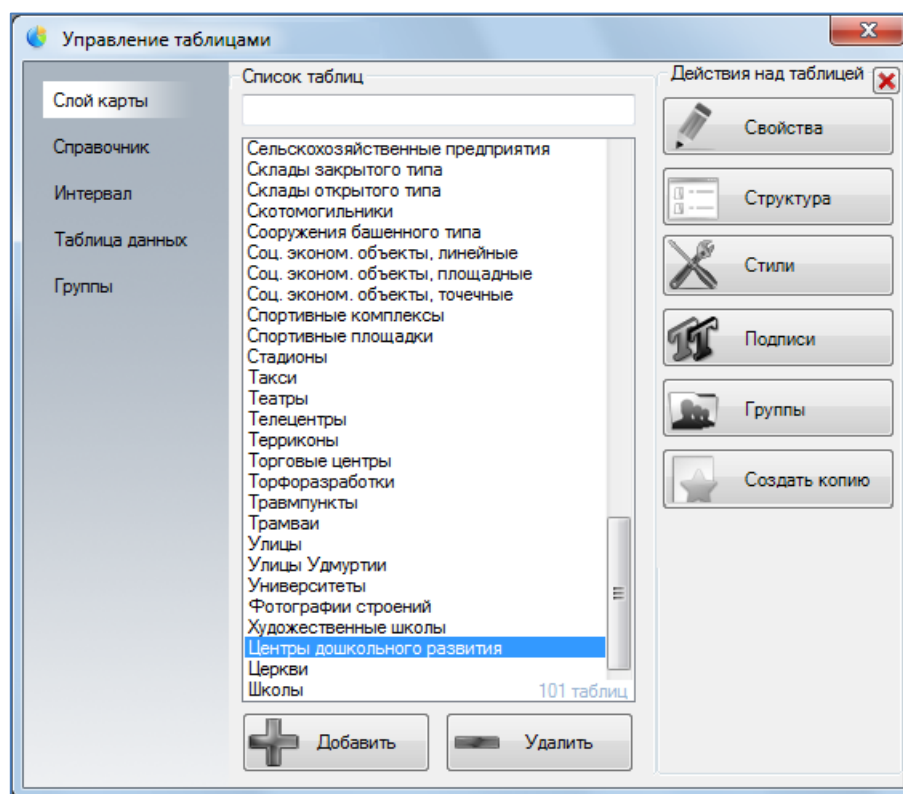 Управление таблицами
Слой карты
Справочник
Интервал
Таблица данных
Группы
Список таблиц
Сельскохозяйственные предприятия
Склады закрытого типа
Склады открытого типа
Скотомогильники
Сооружения башенного типа
Соц. эконом. объекты, линейные
Соц. эконом. объекты, площадные
Соц. эконом. объекты, точечные
Спортивные комплексы
Спортивные площадки
Стадионы
Такси
Театры
Телецентры
Терриконы
Торговые центры
Торфоразработки
Травмпункты
Трамваи
Улицы
Улицы Удмуртии
Университеты
Фотографии строений
Художественные школы
Центры дошкольного развития
Церкви
Школы
101 таблиц
Добавить
Удалить
Действия над таблицей
Свойства
Структура
Стили
Подписи
Группы
Создать копию